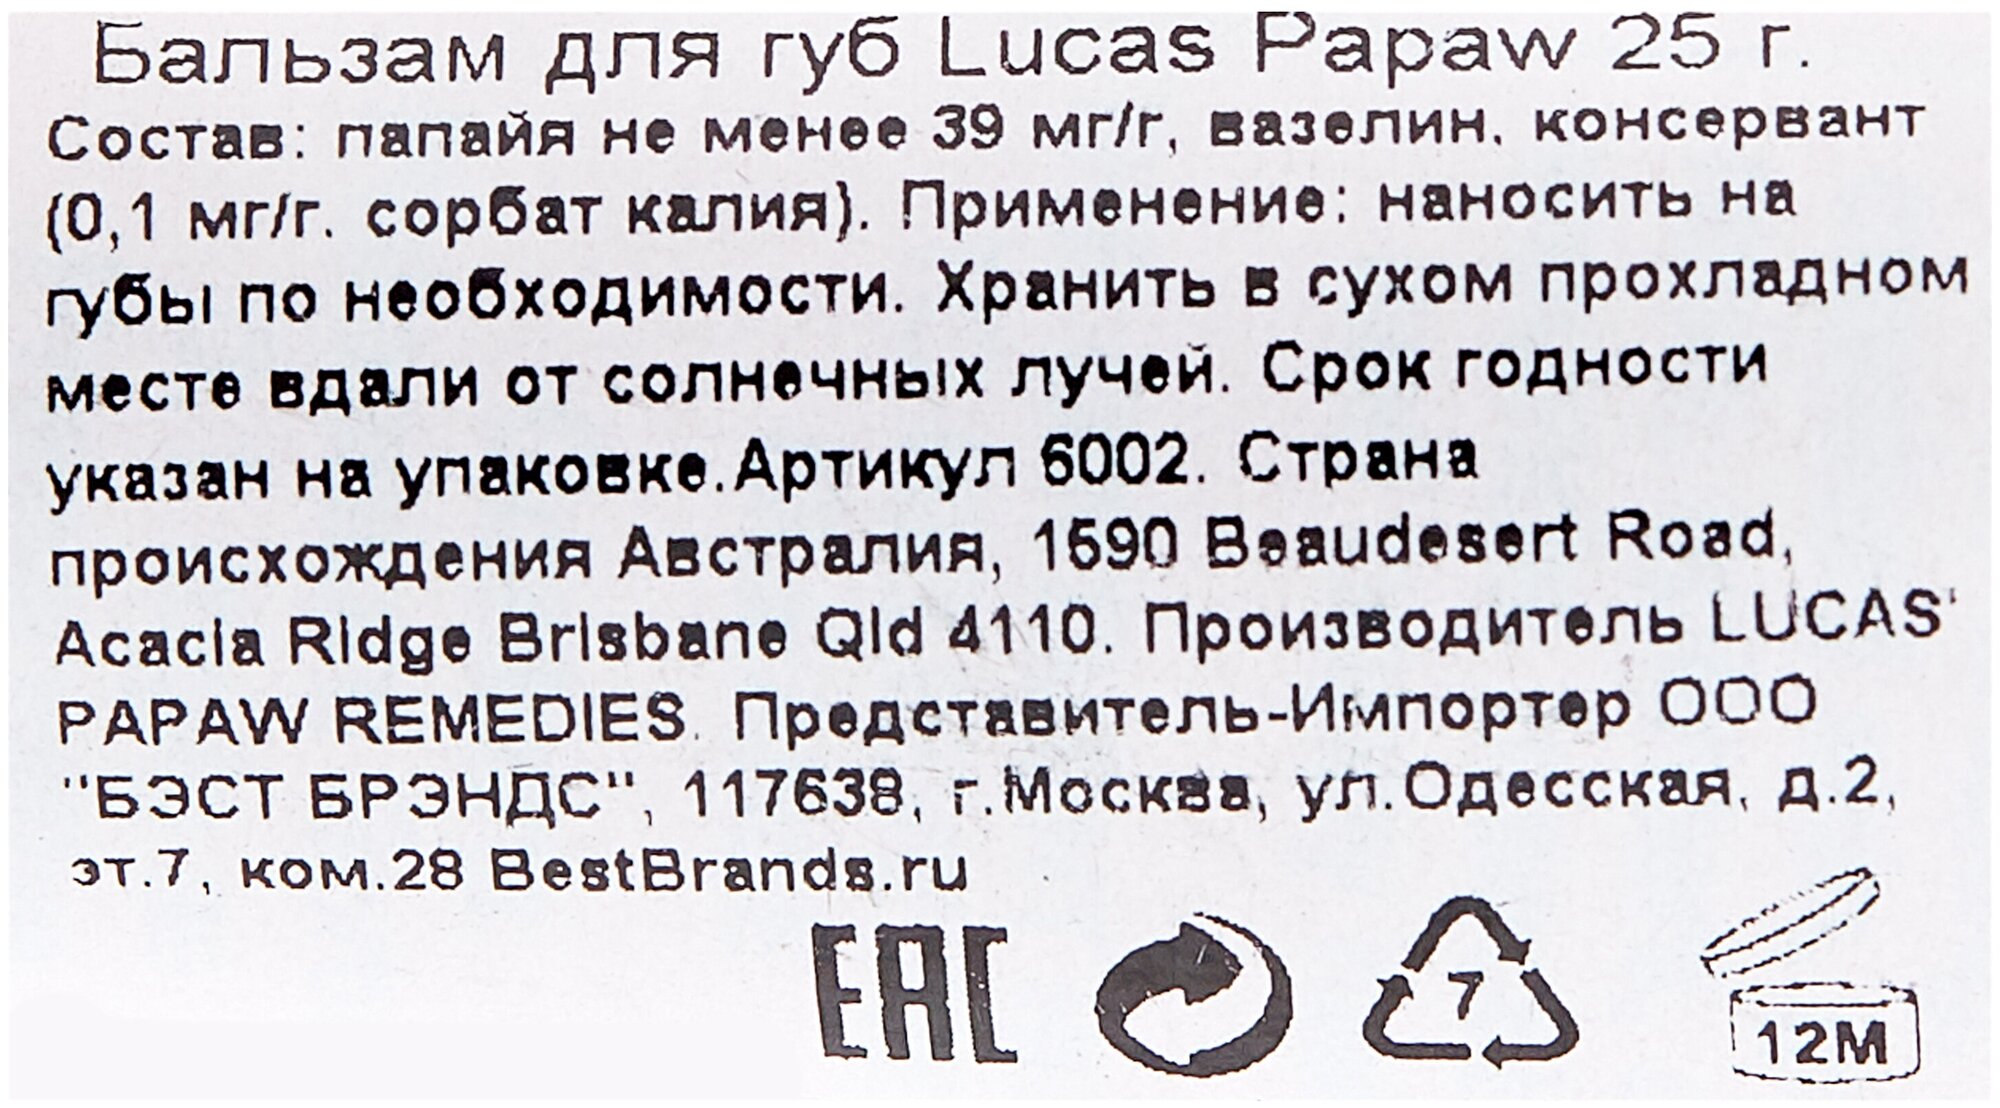 Бальзам для губ Lucas Papaw 25 г.
Состав: папайя не менее 39 мг/г, вазелин, консервант
(0,1 мг/г. сорбат калия). Применение: наносить на
губы по необходимости. Хранить в сухом прохладном
месте вдали от солнечных лучей. Срок годности
указан на упаковке.Артикул 6002. Страна
происхождения Австралия, 1590 Beaudesert Road,
Acacia Ridge Brisbane Qld 4110. Производитель LUCAS'
PAPAW REMEDIES. Представитель-Импортер ООО
"БЭСТ БРЭНДС", 117638, г.Москва, ул.Одесская, д.2,
эт.7, ком.28 BestBrands.ru
EAC 7 12M